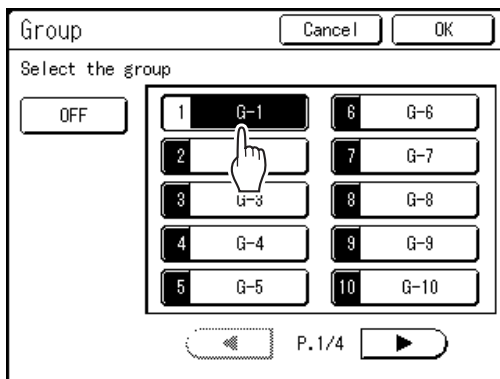 Group Cancel OK
Select the group
OFF
1 G-1 6 G-6
2 7 G-7
3 G-3 8 G-8
4 G-4 9 G-9
5 G-5 10 G-10
P.1/4